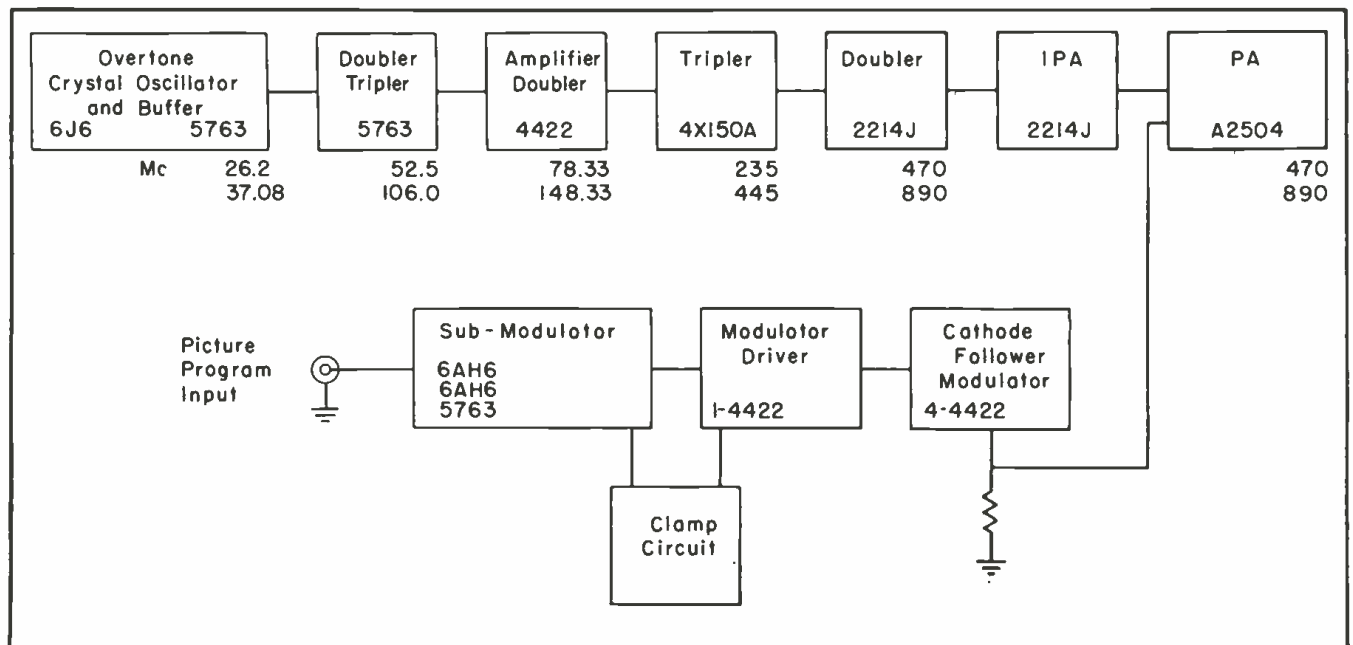 Overtone
Crystal Oscillator
and Buffer
6J6 5763
Doubler
Tripler
5763
Amplifier
Doubler
4422
Tripler
4X150A
Doubler
2214J
IPA
2214J
PA
A2504
Mc 26.2 52.5 78.33 235 470 470
37.08 106.0 148.33 445 890 890
Picture
Program
Input
Sub-Modulator
6AH6
6AH6
5763
Modulator
Driver
1-4422
Cathode
Follower
Modulator
4-4422
Clamp
Circuit